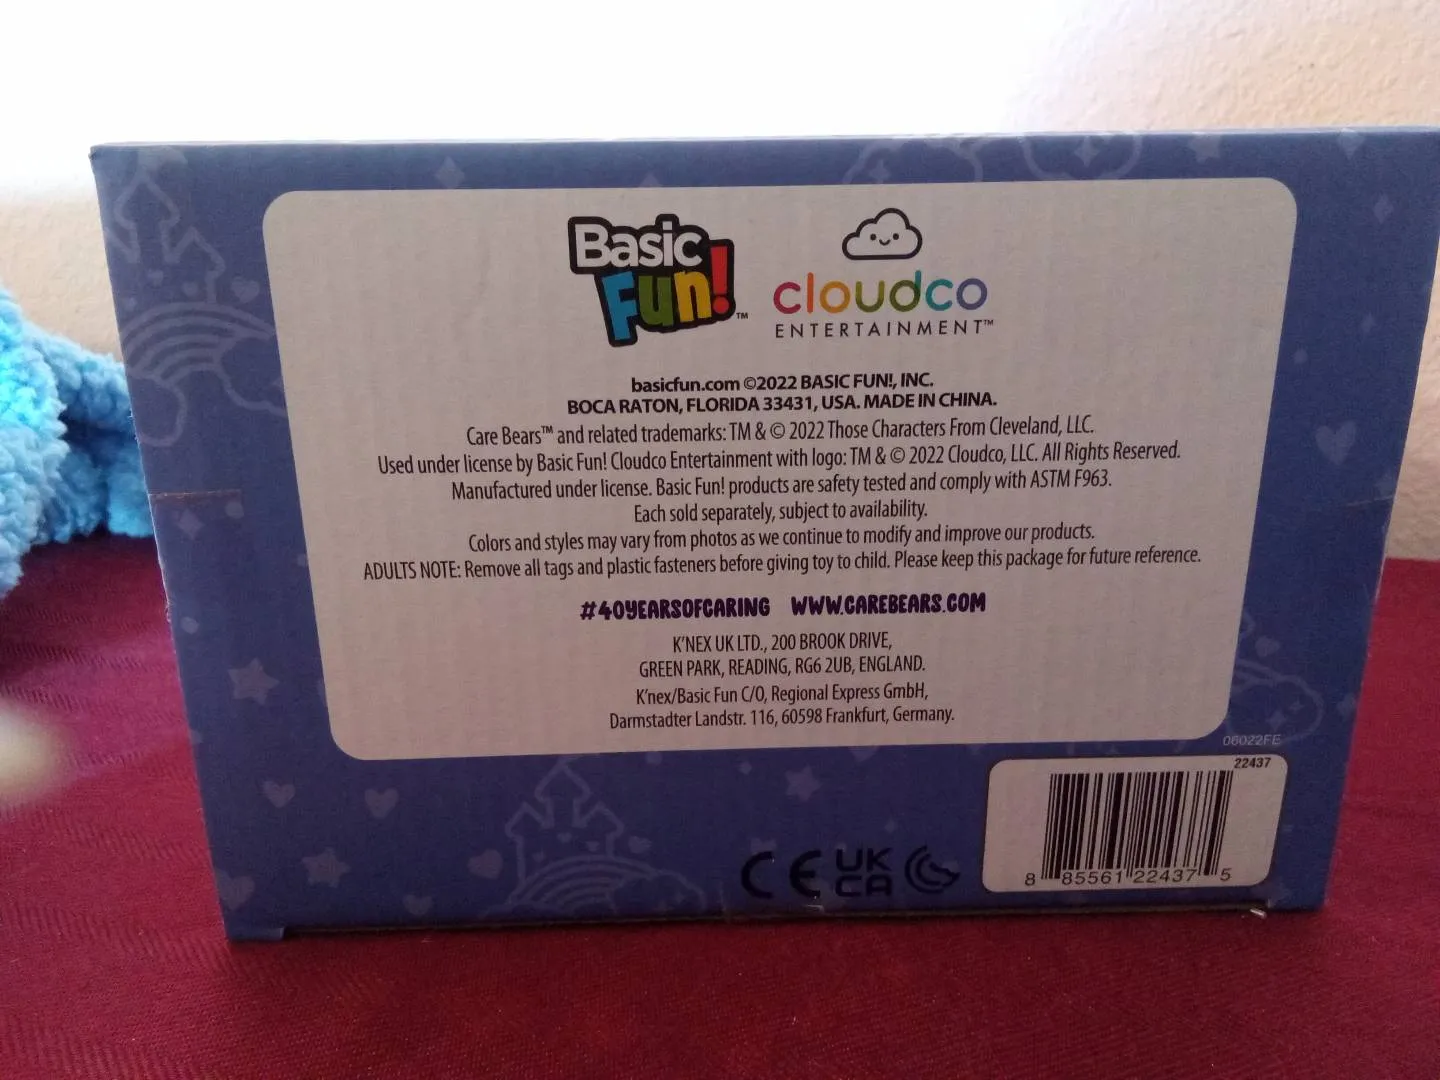 Basic
Fun!™
cloudco
ENTERTAINMENT™
basicfun.com ©2022 BASIC FUN!, INC.
BOCA RATON, FLORIDA 33431, USA. MADE IN CHINA.
Care Bears™ and related trademarks: TM & © 2022 Those Characters From Cleveland, LLC.
Used under license by Basic Fun! Cloudco Entertainment with logo: TM & © 2022 Cloudco, LLC. All Rights Reserved.
Manufactured under license. Basic Fun! products are safety tested and comply with ASTM F963.
Each sold separately, subject to availability.
Colors and styles may vary from photos as we continue to modify and improve our products.
ADULTS NOTE: Remove all tags and plastic fasteners before giving toy to child. Please keep this package for future reference.
#40YEARSOFCARING WWW.CAREBEARS.COM
K'NEX UK LTD., 200 BROOK DRIVE,
GREEN PARK, READING, RG6 2UB, ENGLAND.
K'nex/Basic Fun C/O, Regional Express GmbH,
Darmstadter Landstr. 116, 60598 Frankfurt, Germany.
06022FE
22437
8 85561 22437 5
CE UK
CA